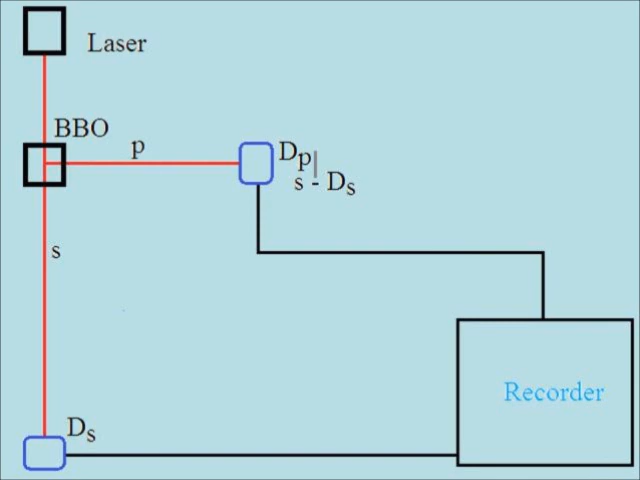 Laser
BBO
p
Dp
s - Ds
s
Recorder
Ds